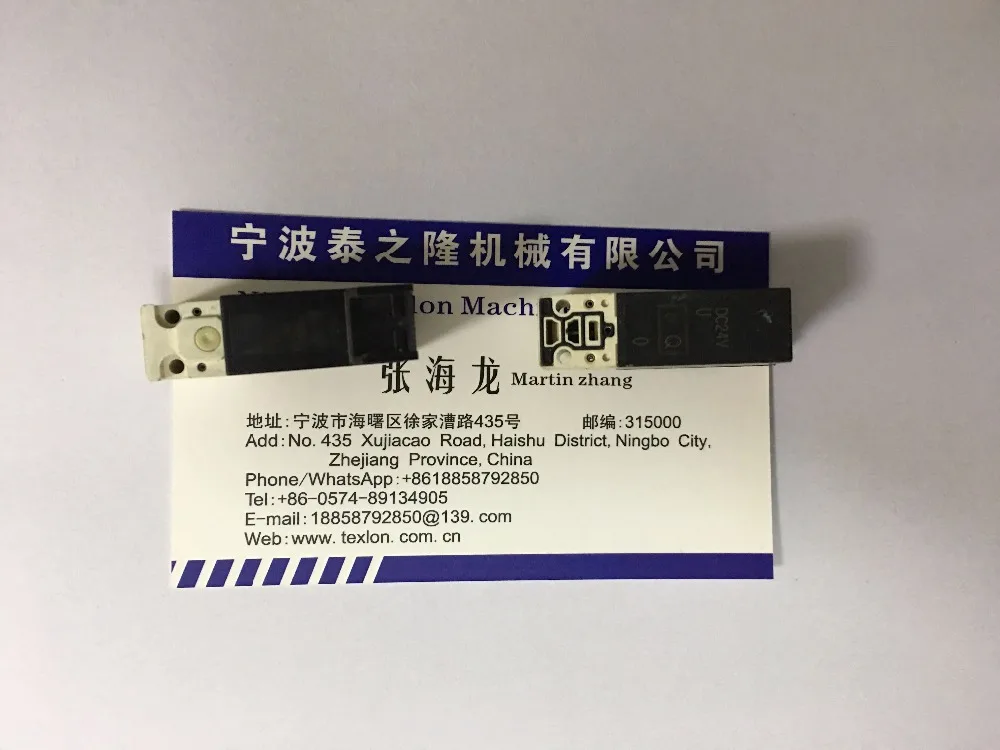 宁波泰之隆机械有限公司
lon Mach
张海龙 Martin zhang
地址:宁波市海曙区徐家漕路435号 邮编:315000
Add:No. 435 Xujiacao Road, Haishu District, Ningbo City,
Zhejiang Province, China
Phone/WhatsApp:+8618858792850
Tel:+86-0574-89134905
E-mail:18858792850@139. com
Web:www. texlon. com. cn
DC24V